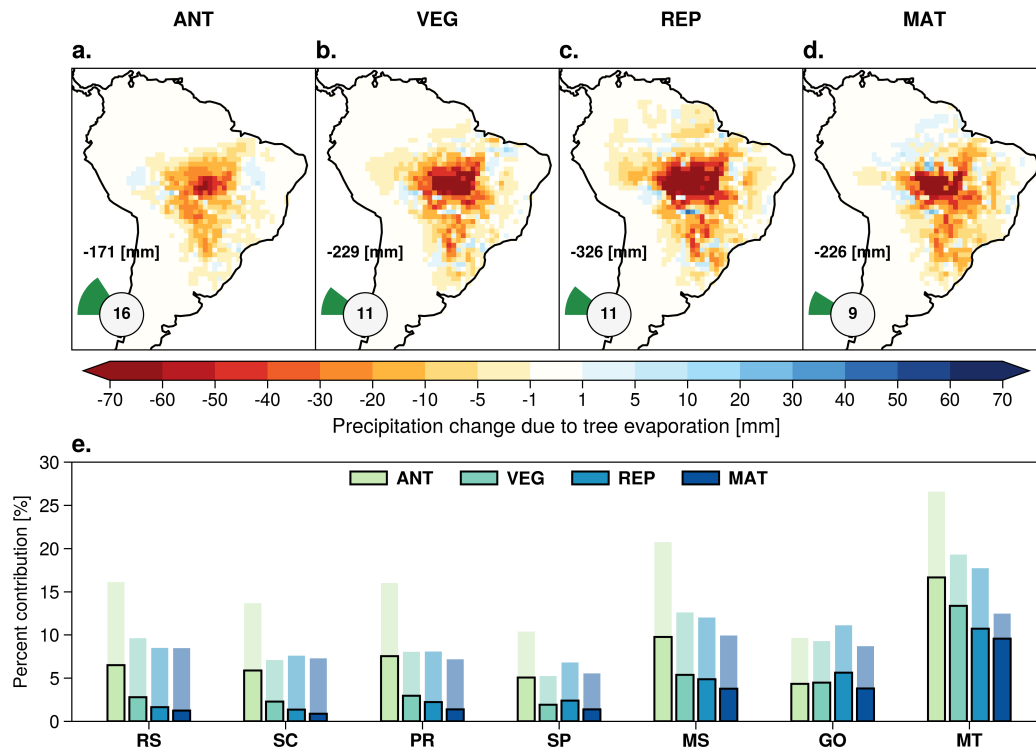 ANT VEG REP MAT
a. b. c. d.
-171 [mm] -229 [mm] -326 [mm] -226 [mm]
16 11 11 9
-70 -60 -50 -40 -30 -20 -10 -5 -1 1 5 10 20 30 40 50 60 70
Precipitation change due to tree evaporation [mm]
e.
Percent contribution [%]
30
25
20
15
10
5
0
ANT VEG REP MAT
RS SC PR SP MS GO MT